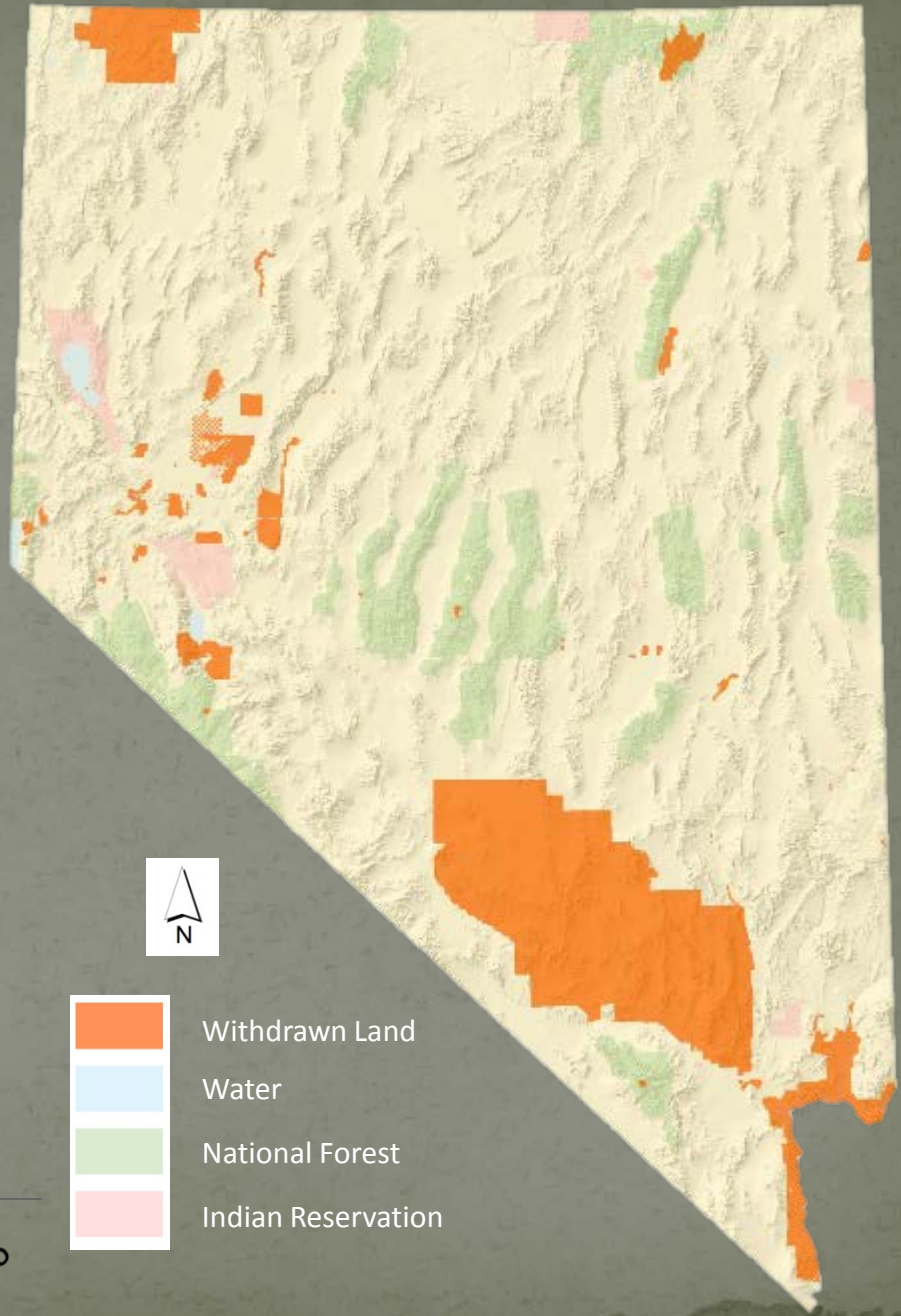 N
Withdrawn Land
Water
National Forest
Indian Reservation